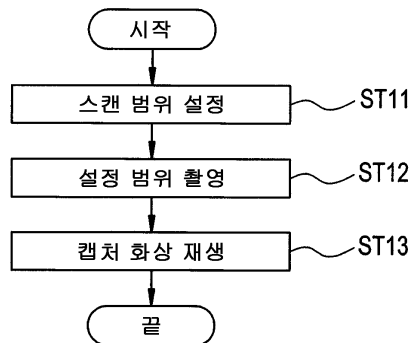 시작
스캔 범위 설정 ST11
설정 범위 촬영 ST12
캡처 화상 재생 ST13
끝